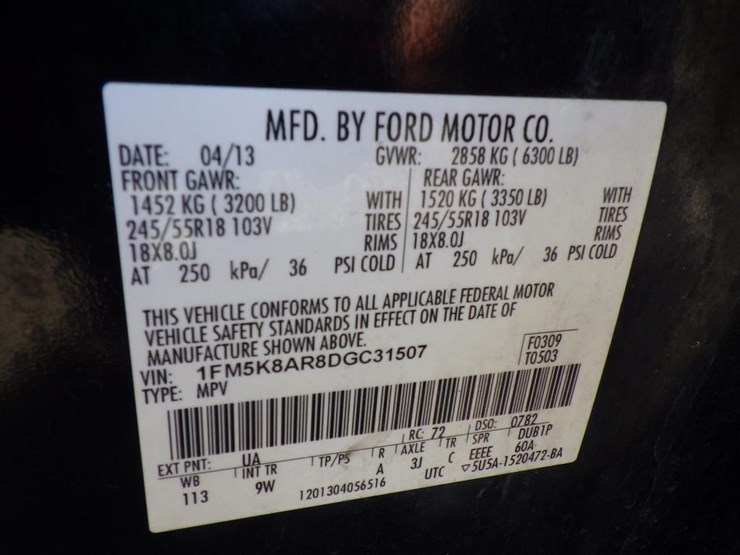 MFD. BY FORD MOTOR CO.
DATE: 04/13 GVWR: 2858 KG ( 6300 LB)
FRONT GAWR: REAR GAWR:
1452 KG ( 3200 LB) WITH 1520 KG ( 3350 LB) WITH
245/55R18 103V TIRES 245/55R18 103V TIRES
18X8.0J RIMS 18X8.0J RIMS
AT 250 kPa/ 36 PSI COLD AT 250 kPa/ 36 PSI COLD
THIS VEHICLE CONFORMS TO ALL APPLICABLE FEDERAL MOTOR
VEHICLE SAFETY STANDARDS IN EFFECT ON THE DATE OF
MANUFACTURE SHOWN ABOVE.
VIN: 1FM5K8AR8DGC31507 F0309
TYPE: MPV T0503
EXT PNT: UA RC: 72 DSO: 0782
WB INT TR TP/PS R AXLE TR SPR DUB1P
113 9W A 3J C EEEE 60A
1201304056516 UTC ▽5U5A-1520472-BA